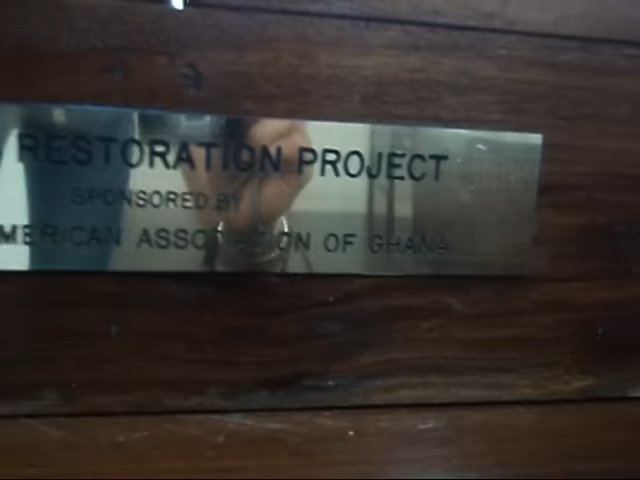 RESTORATION PROJECT
SPONSORED BY
MERICAN ASSOCIATION OF GHANA